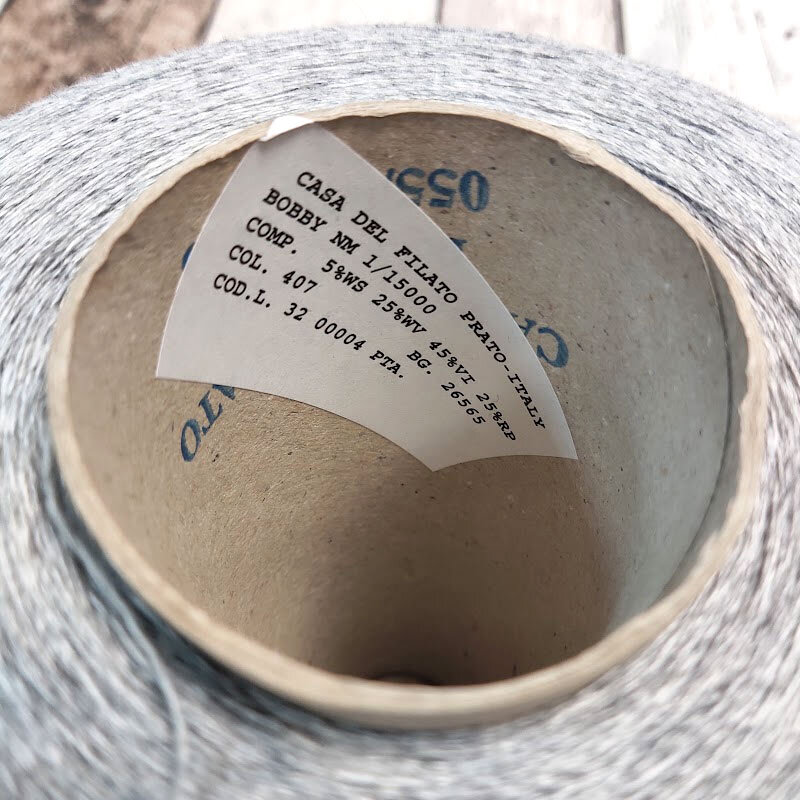 CASA DEL FILATO PRATO-ITALY
BOBBY NM 1/15000
COMP. 5%WS 25%WV 45%VI 25%RP
COL. 407 BG. 26565
COD.L. 32 00004 PTA.
055